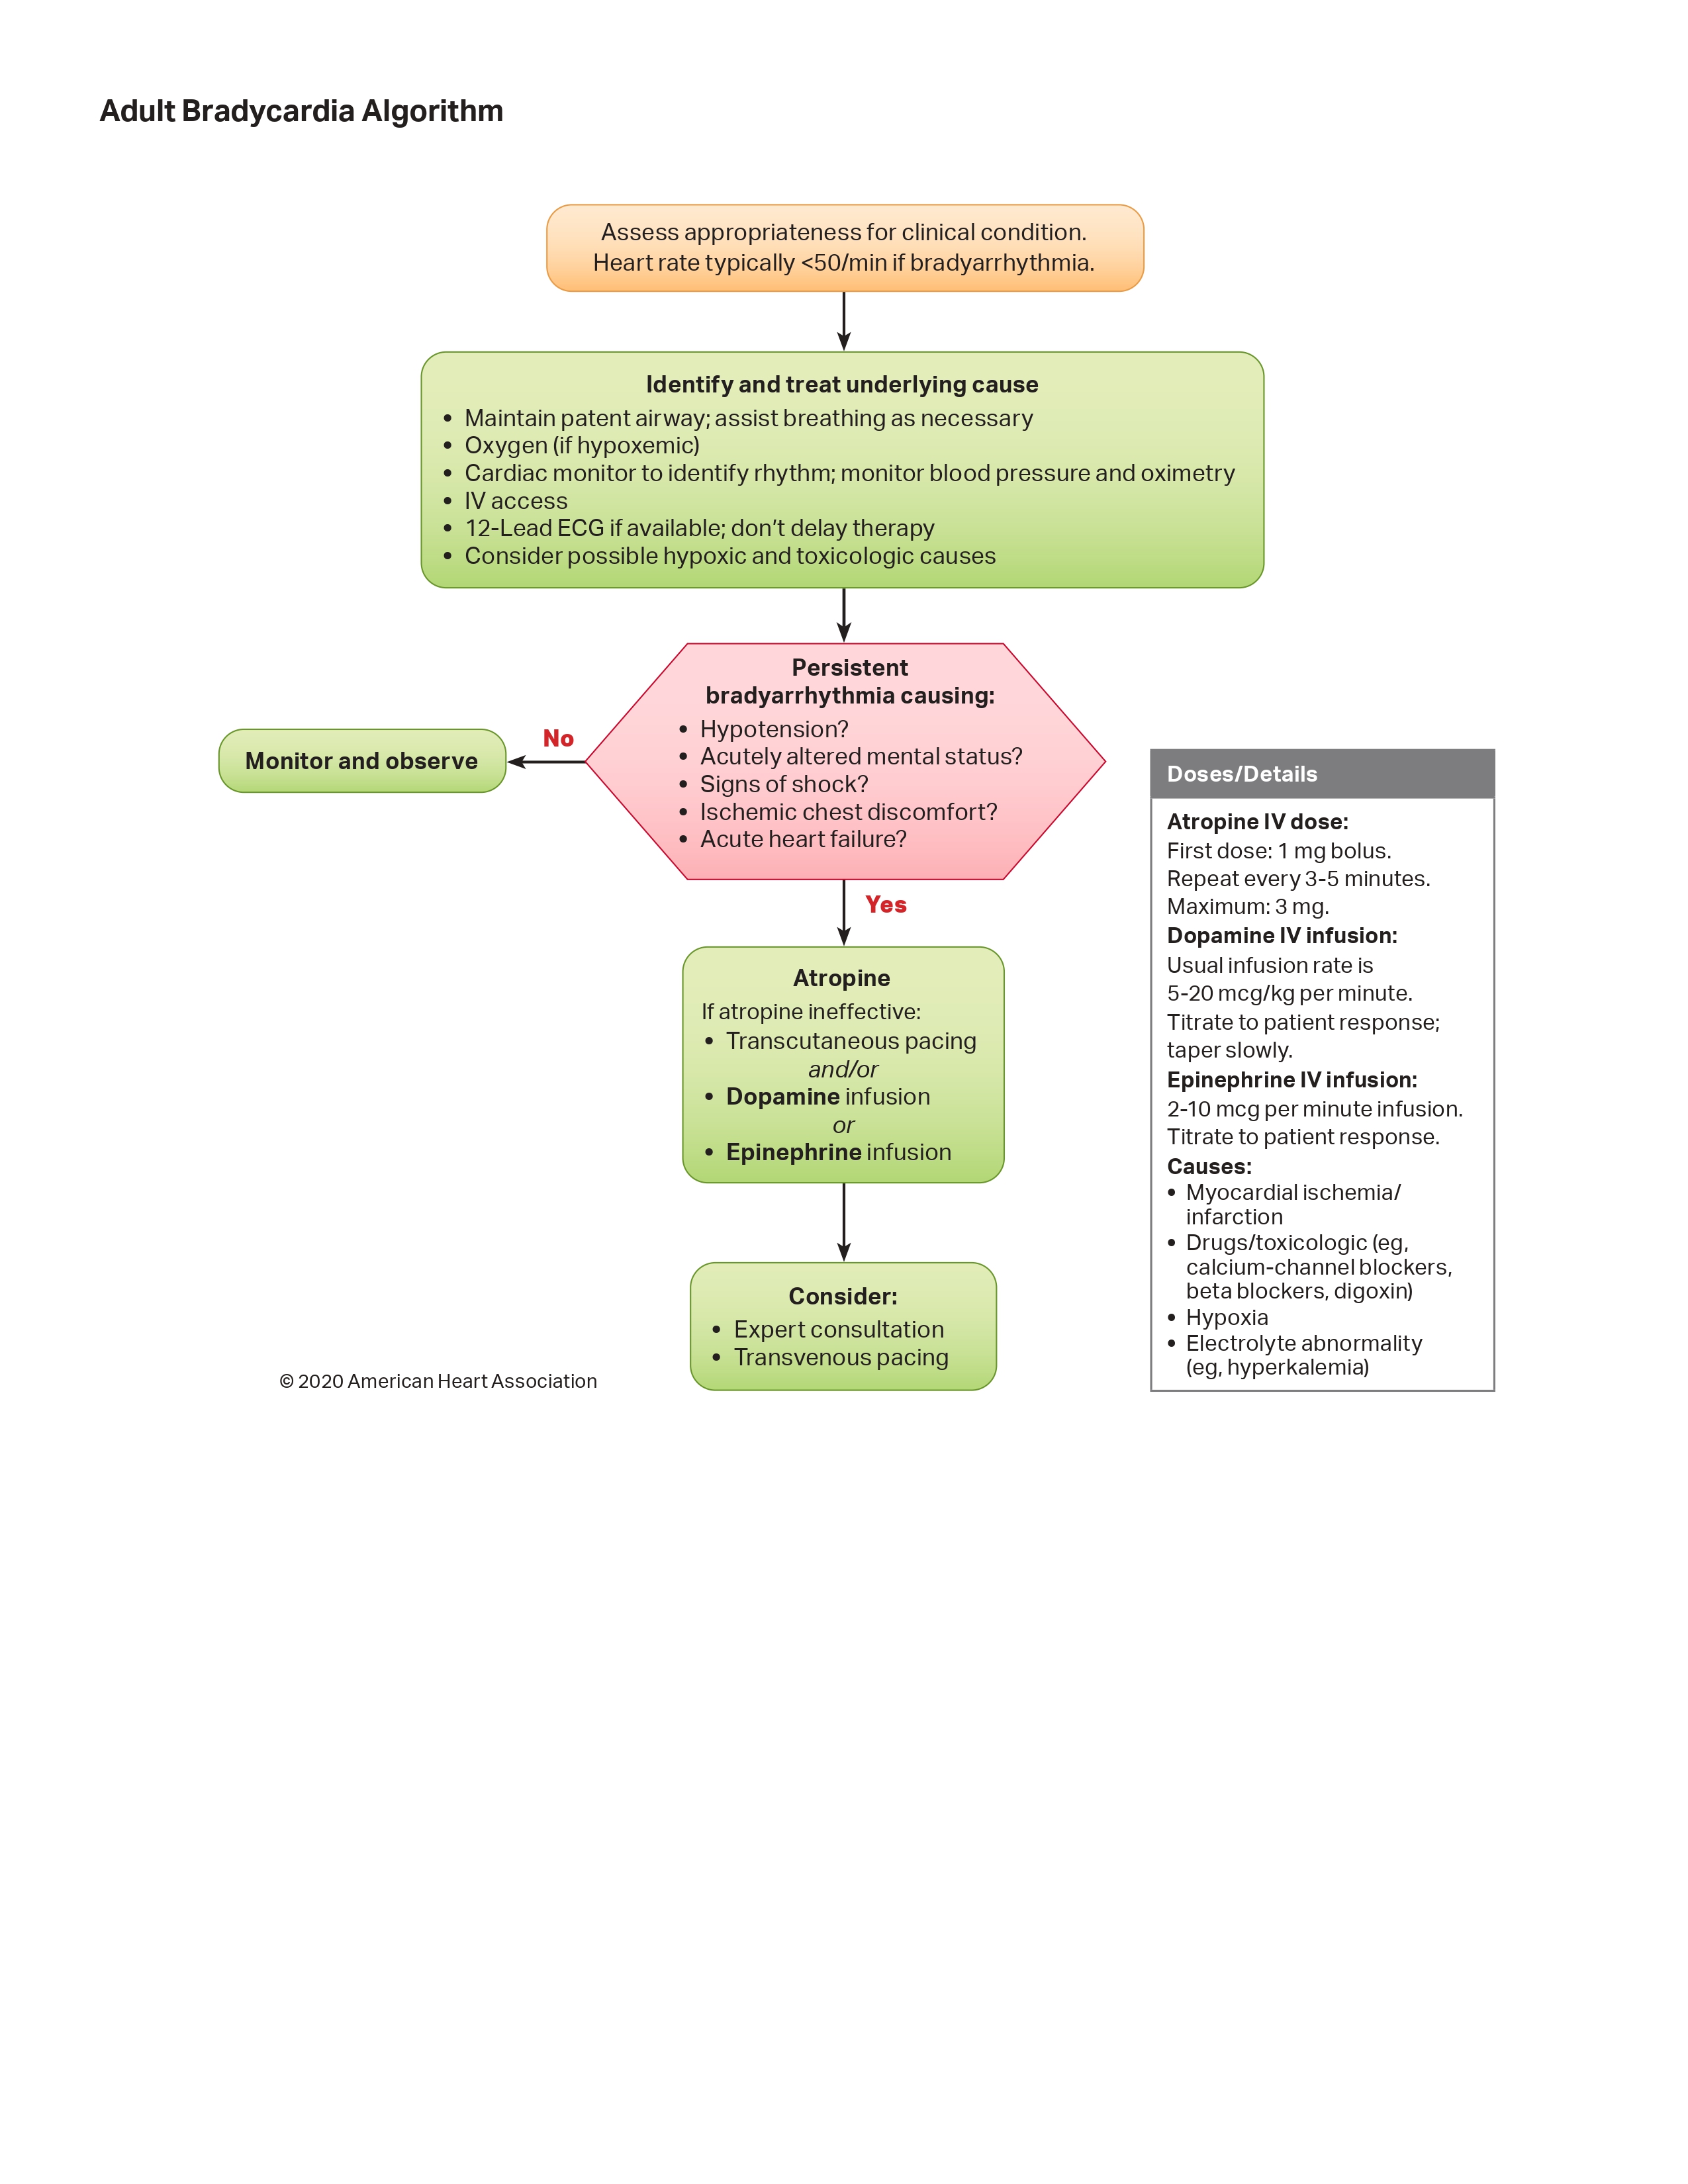 Adult Bradycardia Algorithm
Assess appropriateness for clinical condition.
Heart rate typically <50/min if bradyarrhythmia.
Identify and treat underlying cause
• Maintain patent airway; assist breathing as necessary
• Oxygen (if hypoxemic)
• Cardiac monitor to identify rhythm; monitor blood pressure and oximetry
• IV access
• 12-Lead ECG if available; don’t delay therapy
• Consider possible hypoxic and toxicologic causes
Persistent
bradyarrhythmia causing:
• Hypotension?
• Acutely altered mental status?
• Signs of shock?
• Ischemic chest discomfort?
• Acute heart failure?
No
Monitor and observe
Yes
Atropine
If atropine ineffective:
• Transcutaneous pacing
and/or
• Dopamine infusion
or
• Epinephrine infusion
Consider:
• Expert consultation
• Transvenous pacing
Doses/Details
Atropine IV dose:
First dose: 1 mg bolus.
Repeat every 3-5 minutes.
Maximum: 3 mg.
Dopamine IV infusion:
Usual infusion rate is
5-20 mcg/kg per minute.
Titrate to patient response;
taper slowly.
Epinephrine IV infusion:
2-10 mcg per minute infusion.
Titrate to patient response.
Causes:
• Myocardial ischemia/
infarction
• Drugs/toxicologic (eg,
calcium-channel blockers,
beta blockers, digoxin)
• Hypoxia
• Electrolyte abnormality
(eg, hyperkalemia)
© 2020 American Heart Association